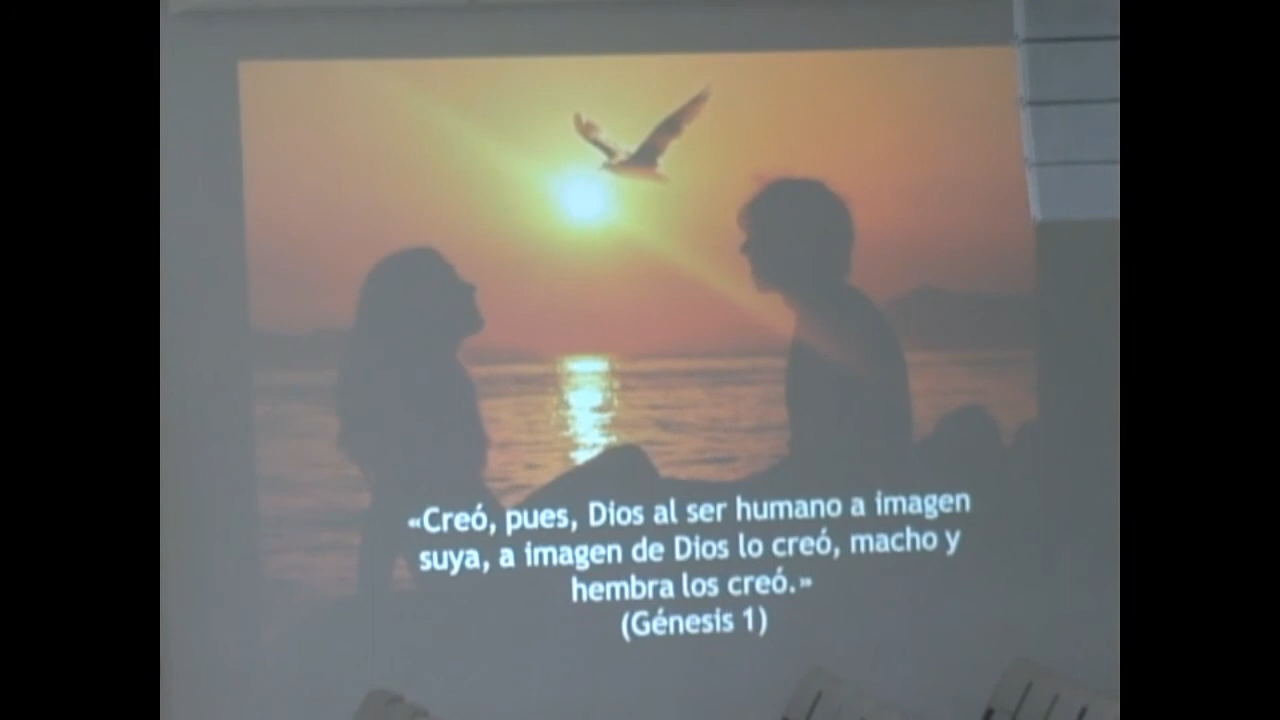 «Creó, pues, Dios al ser humano a imagen
suya, a imagen de Dios lo creó, macho y
hembra los creó.»
(Génesis 1)